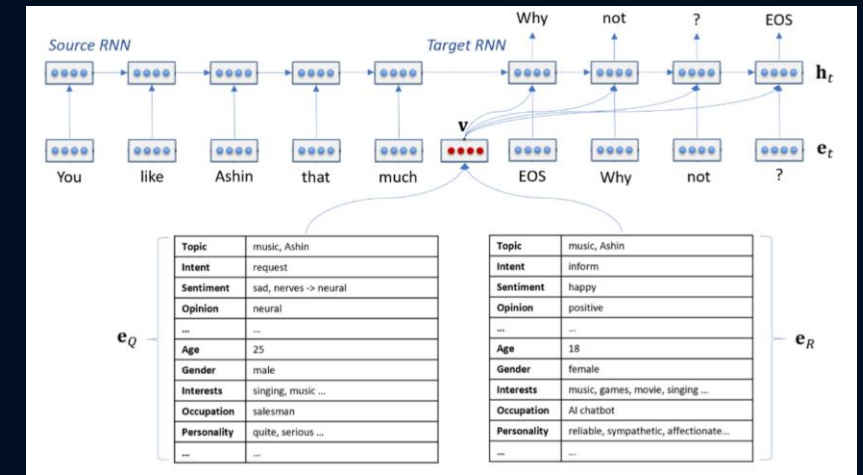 Why not ? EOS
Source RNN Target RNN
h_t
v
e_t
You like Ashin that much EOS Why not ?
Topic music, Ashin
Intent request
Sentiment sad, nerves -> neural
Opinion neural
... ...
Age 25
Gender male
Interests singing, music ...
Occupation salesman
Personality quite, serious ...
... ...
e_Q
Topic music, Ashin
Intent inform
Sentiment happy
Opinion positive
... ...
Age 18
Gender female
Interests music, games, movie, singing ...
Occupation AI chatbot
Personality reliable, sympathetic, affectionate...
... ...
e_R